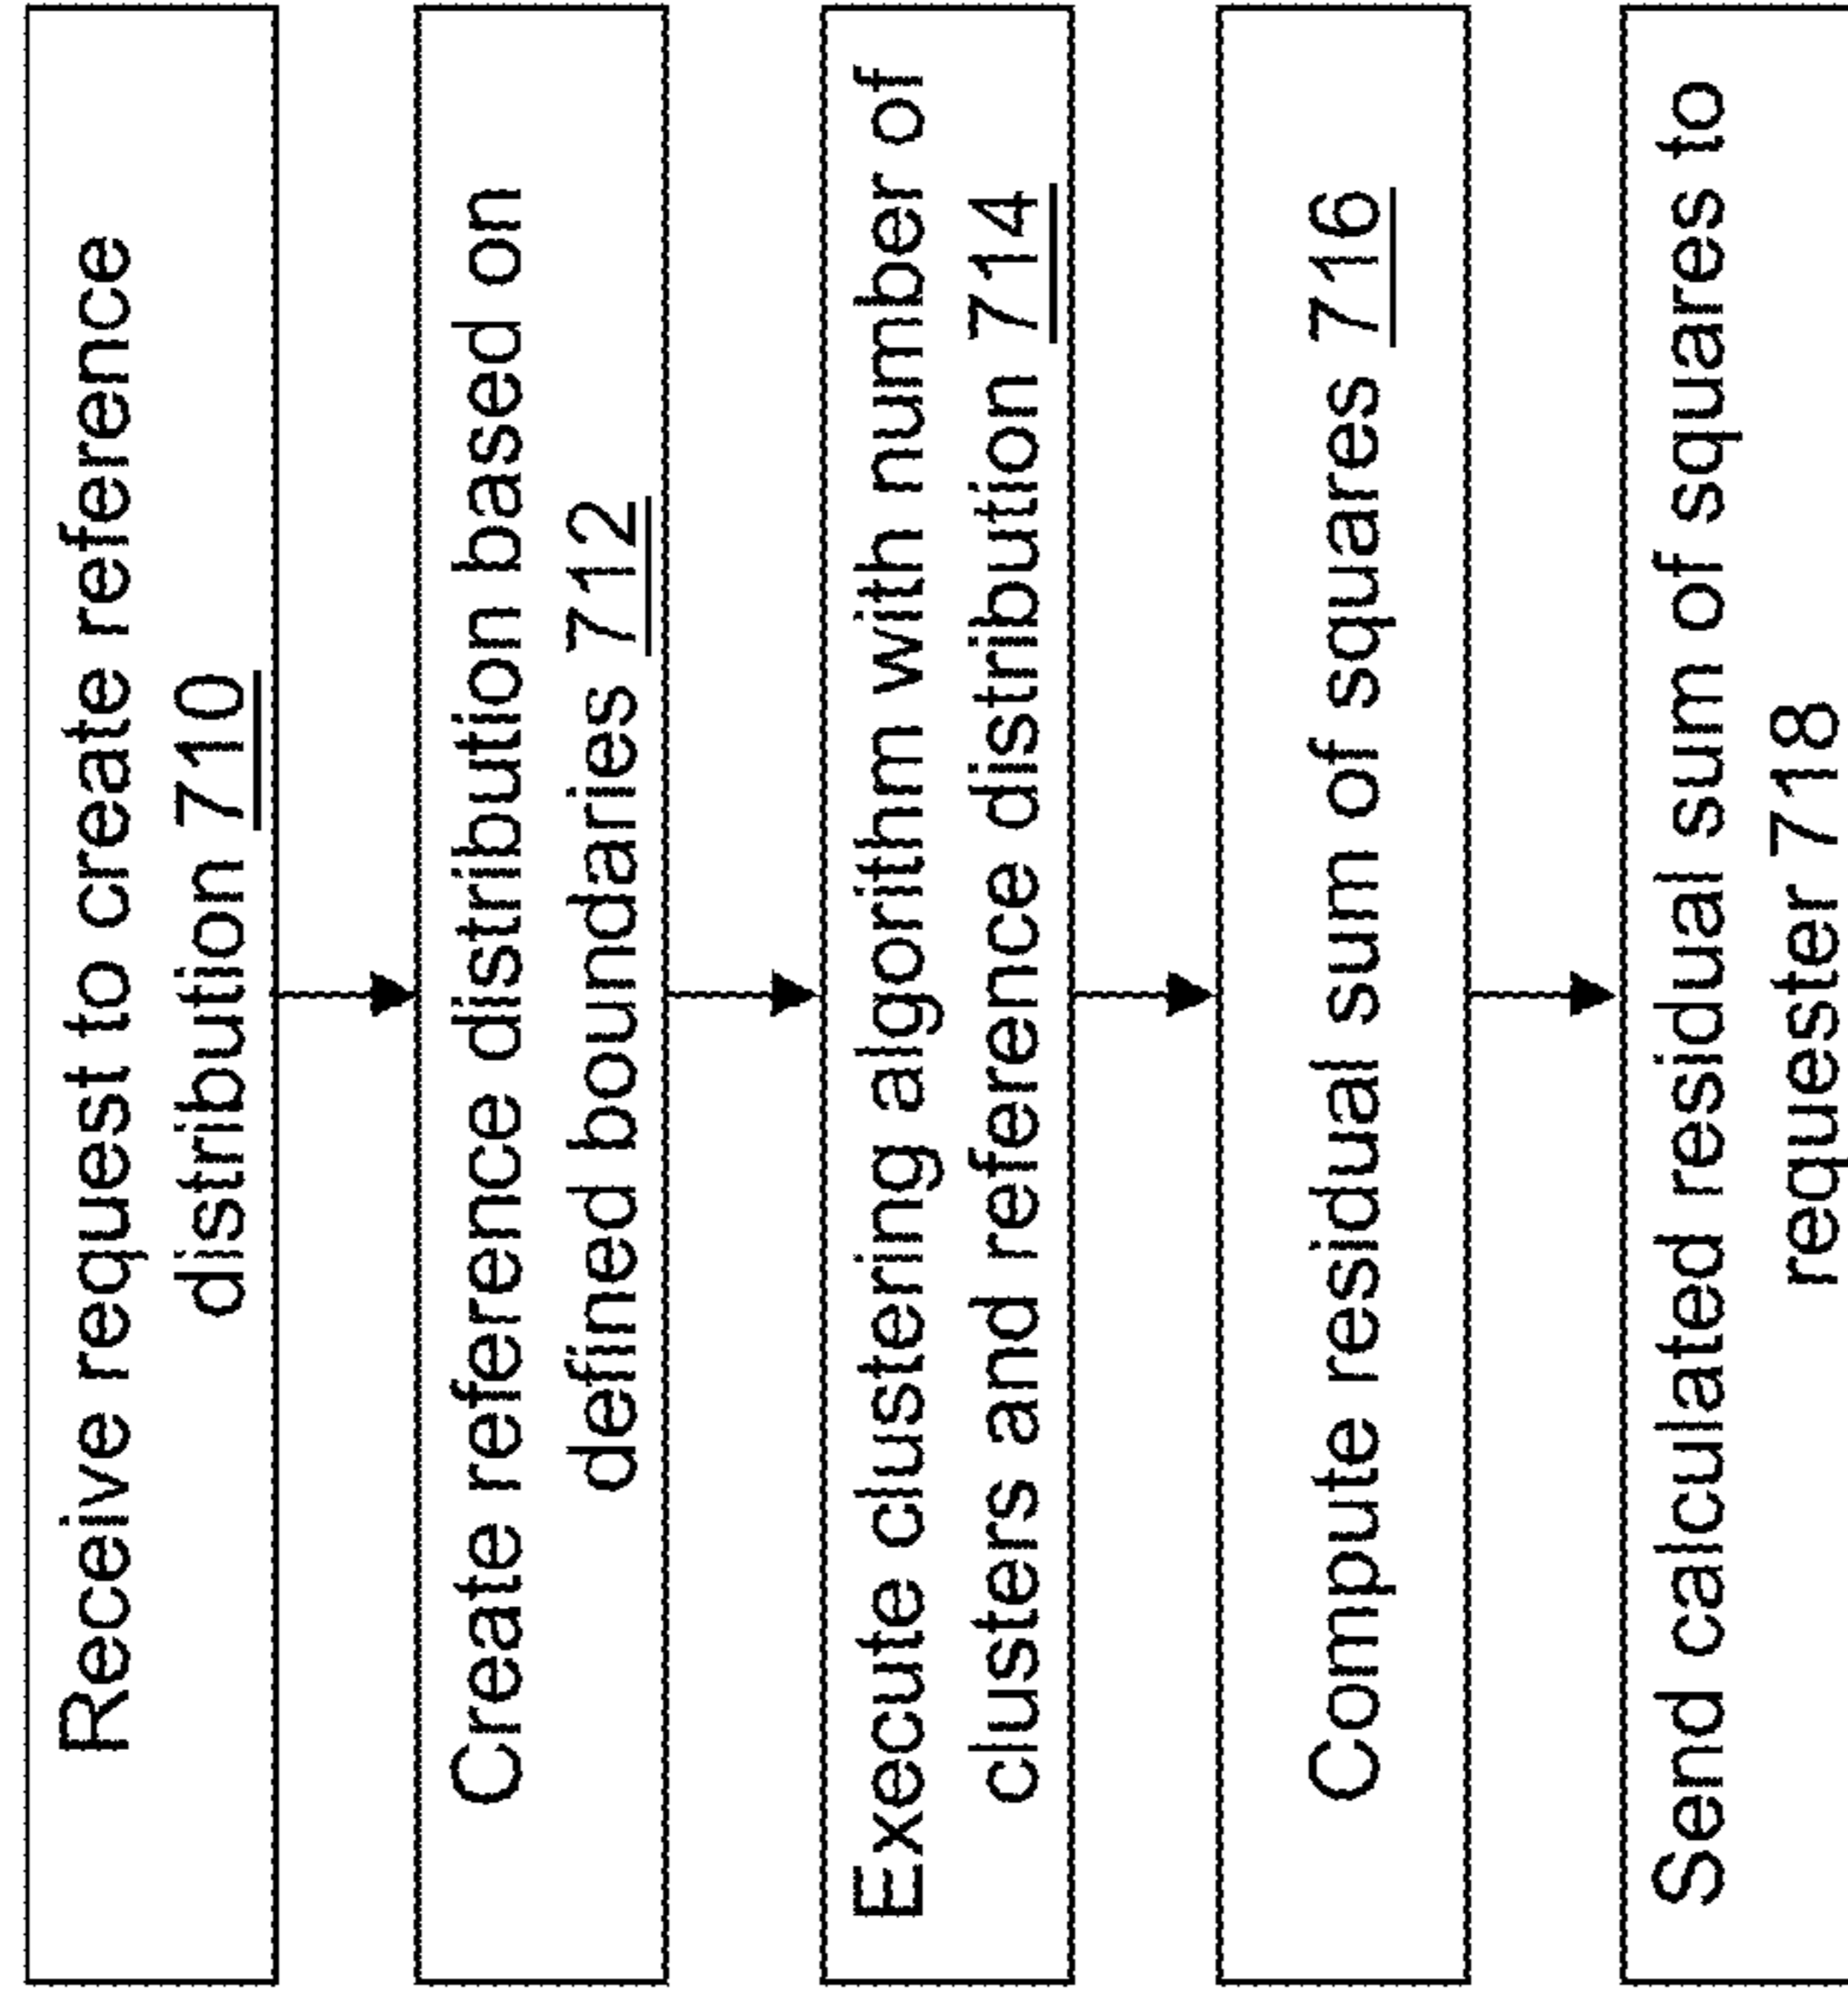 Receive request to create reference
distribution 710
Create reference distribution based on
defined boundaries 712
Execute clustering algorithm with number of
clusters and reference distribution 714
Compute residual sum of squares 716
Send calculated residual sum of squares to
requester 718